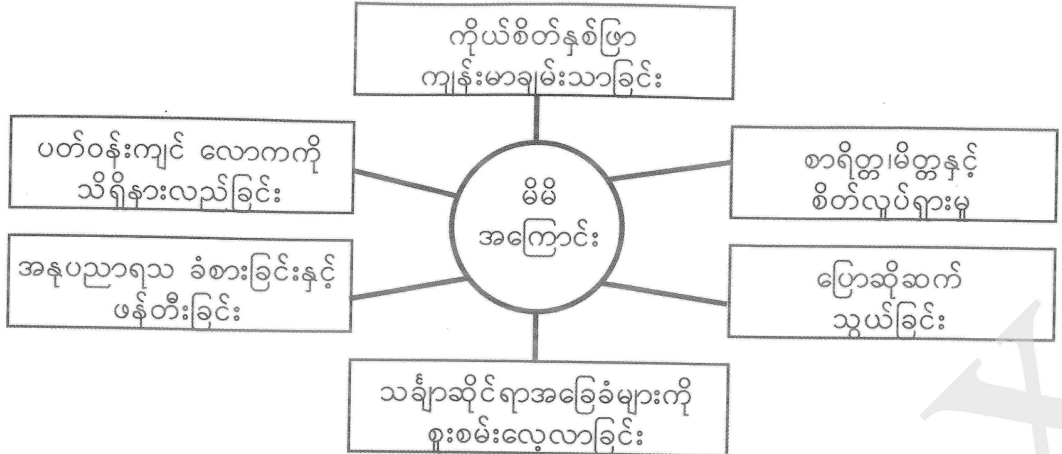 ကိုယ်စိတ်နှစ်ဖြာ
ကျန်းမာချမ်းသာခြင်း
ပတ်ဝန်းကျင် လောကကို
သိရှိနားလည်ခြင်း
စာရိတ္တ၊မိတ္တနှင့်
စိတ်လှုပ်ရှားမှု
မိမိ
အကြောင်း
အနုပညာရသ ခံစားခြင်းနှင့်
ဖန်တီးခြင်း
ပြောဆိုဆက်
သွယ်ခြင်း
သင်္ချာဆိုင်ရာအခြေခံများကို
စူးစမ်းလေ့လာခြင်း